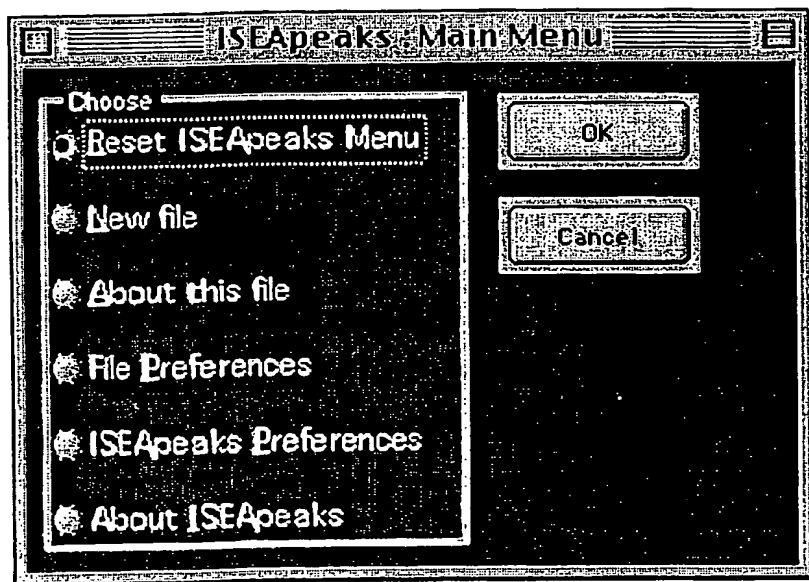 ISEApeaks : Main Menu
Choose
Reset ISEApeaks Menu
New file
About this file
File Preferences
ISEApeaks Preferences
About ISEApeaks
OK
Cancel